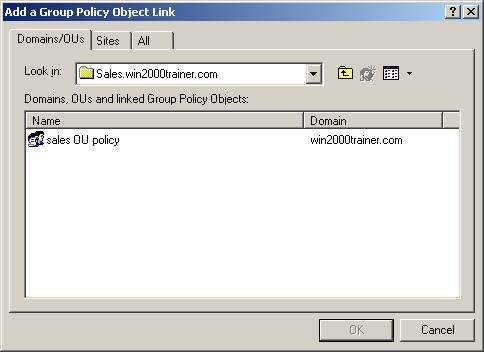 Add a Group Policy Object Link
Domains/OUs Sites All
Look in: Sales.win2000trainer.com
Domains, OUs and linked Group Policy Objects:
Name Domain
sales OU policy win2000trainer.com
OK Cancel